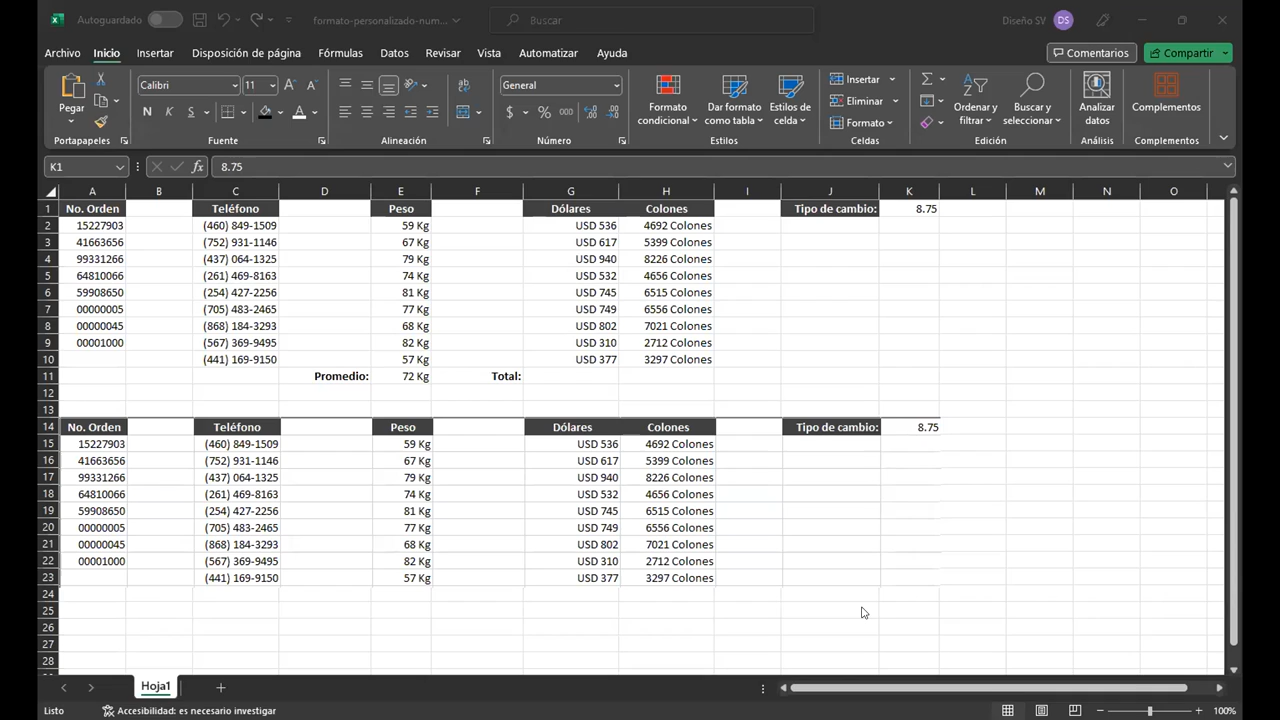 Autoguardado formato-personalizado-num... Buscar Diseño SV DS
Archivo Inicio Insertar Disposición de página Fórmulas Datos Revisar Vista Automatizar Ayuda Comentarios Compartir
Pegar Calibri 11 General Formato condicional Dar formato como tabla Estilos de celda Insertar Eliminar Formato Ordenar y filtrar Buscar y seleccionar Analizar datos Complementos
N K S $ % 000
Portapapeles Fuente Alineación Número Estilos Celdas Edición Análisis Complementos
K1 fx 8.75
A B C D E F G H I J K L M N O
1 No. Orden Teléfono Peso Dólares Colones Tipo de cambio: 8.75
2 15227903 (460) 849-1509 59 Kg USD 536 4692 Colones
3 41663656 (752) 931-1146 67 Kg USD 617 5399 Colones
4 99331266 (437) 064-1325 79 Kg USD 940 8226 Colones
5 64810066 (261) 469-8163 74 Kg USD 532 4656 Colones
6 59908650 (254) 427-2256 81 Kg USD 745 6515 Colones
7 00000005 (705) 483-2465 77 Kg USD 749 6556 Colones
8 00000045 (868) 184-3293 68 Kg USD 802 7021 Colones
9 00001000 (567) 369-9495 82 Kg USD 310 2712 Colones
10 (441) 169-9150 57 Kg USD 377 3297 Colones
11 Promedio: 72 Kg Total:
12
13
14 No. Orden Teléfono Peso Dólares Colones Tipo de cambio: 8.75
15 15227903 (460) 849-1509 59 Kg USD 536 4692 Colones
16 41663656 (752) 931-1146 67 Kg USD 617 5399 Colones
17 99331266 (437) 064-1325 79 Kg USD 940 8226 Colones
18 64810066 (261) 469-8163 74 Kg USD 532 4656 Colones
19 59908650 (254) 427-2256 81 Kg USD 745 6515 Colones
20 00000005 (705) 483-2465 77 Kg USD 749 6556 Colones
21 00000045 (868) 184-3293 68 Kg USD 802 7021 Colones
22 00001000 (567) 369-9495 82 Kg USD 310 2712 Colones
23 (441) 169-9150 57 Kg USD 377 3297 Colones
24
25
26
27
28
Hoja1
Listo Accesibilidad: es necesario investigar 100%